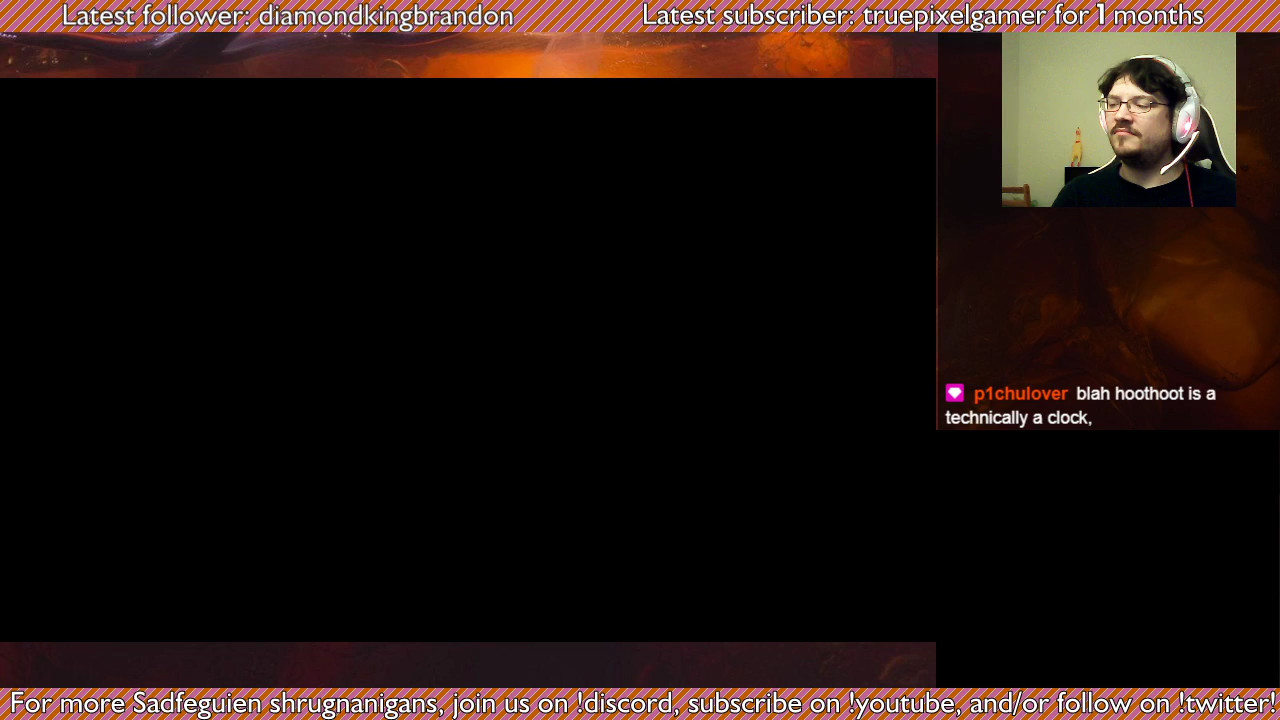 Latest follower: diamondkingbrandon
Latest subscriber: truepixelgamer for 1 months
p1chulover blah hoothoot is a
technically a clock,
For more Sadfeguien shrugnanigans, join us on !discord, subscribe on !youtube, and/or follow on !twitter!